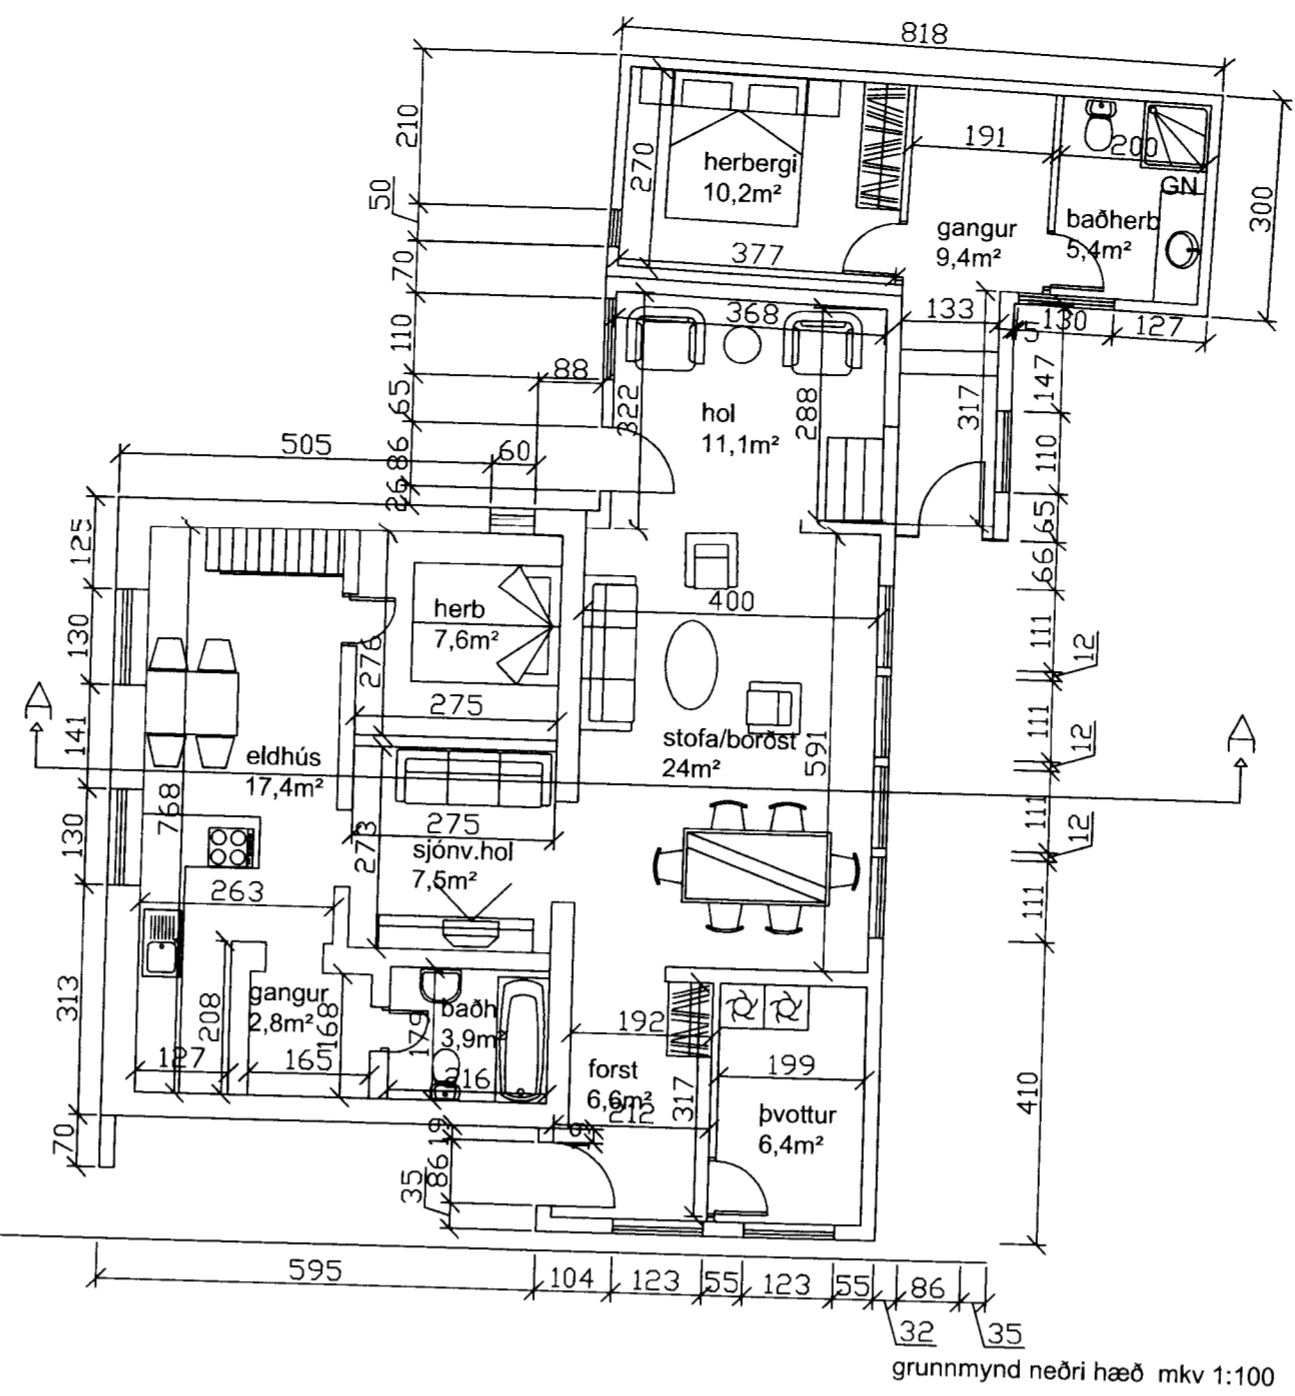 818
210
50
70
110
65
86
26
270
herbergi
10,2m²
377
191
200
GN
gangur
9,4m²
baðherb
5,4m²
300
133
130
127
5
368
88
322
hol
11,1m²
288
317
147
110
65
66
505
60
125
130
141
130
313
70
herb
7,6m²
276
275
400
111
12
111
12
111
12
111
410
A
A
eldhús
17,4m²
768
stofa/borðst
24m²
591
275
273
sjónv.hol
7,5m²
263
gangur
2,8m²
208
168
127
165
baðh
3,9m²
179
216
192
forst
6,6m²
212
317
199
þvottur
6,4m²
19
19
86
35
595
104
123
55
123
55
86
32
35
grunnmynd neðri hæð mkv 1:100